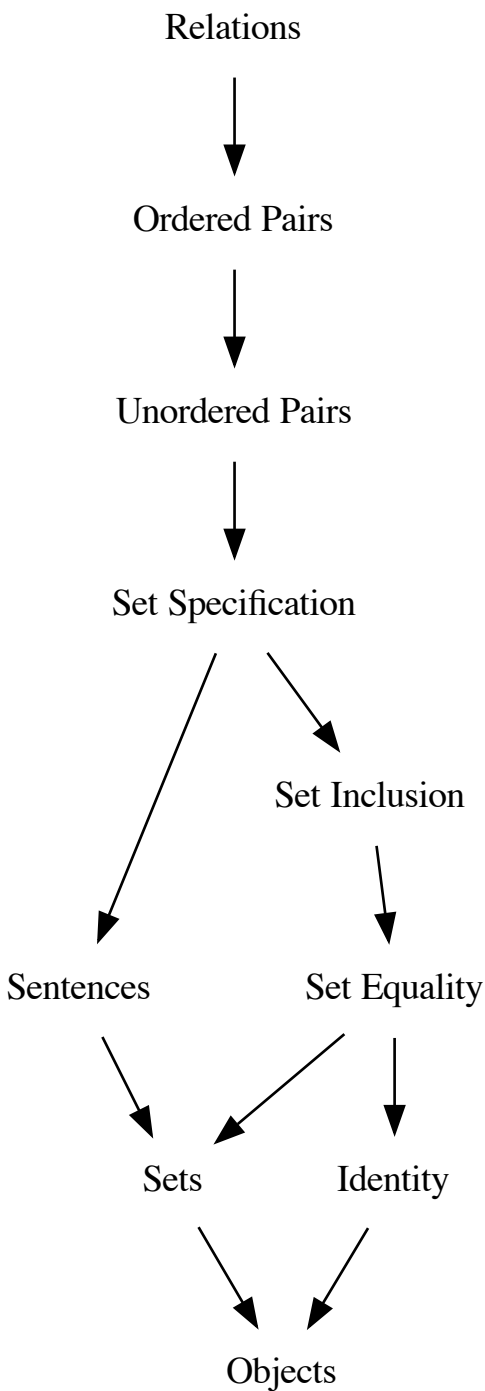 Relations
Ordered Pairs
Unordered Pairs
Set Specification
Set Inclusion
Sentences
Set Equality
Sets
Identity
Objects